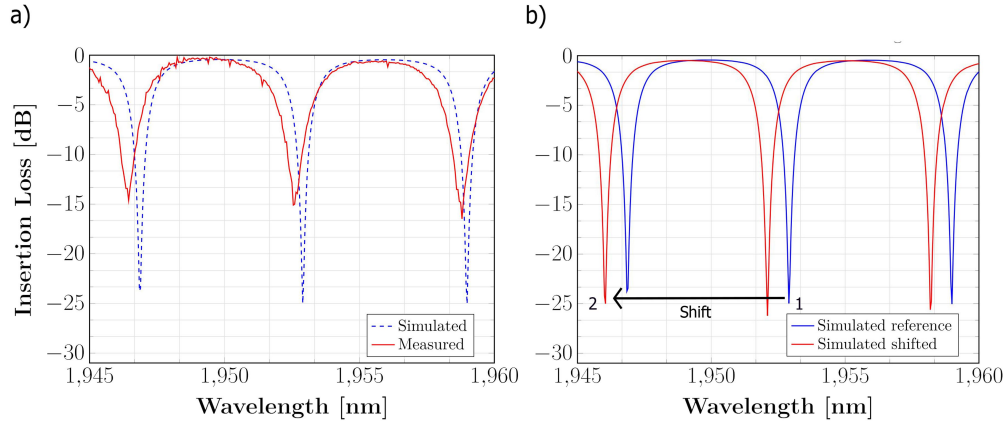 a)
0
−5
−10
−15
−20
−25
−30
Insertion Loss [dB]
1,945
1,950
1,955
1,960
Wavelength [nm]
Simulated
Measured
b)
0
−5
−10
−15
−20
−25
−30
1,945
1,950
1,955
1,960
Wavelength [nm]
2
Shift
1
Simulated reference
Simulated shifted